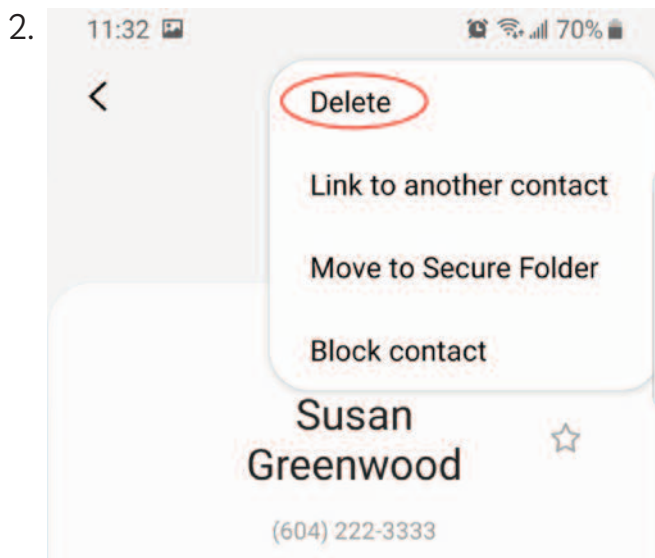 2.
11:32 70%
Delete
Link to another contact
Move to Secure Folder
Block contact
Susan
Greenwood
(604) 222-3333